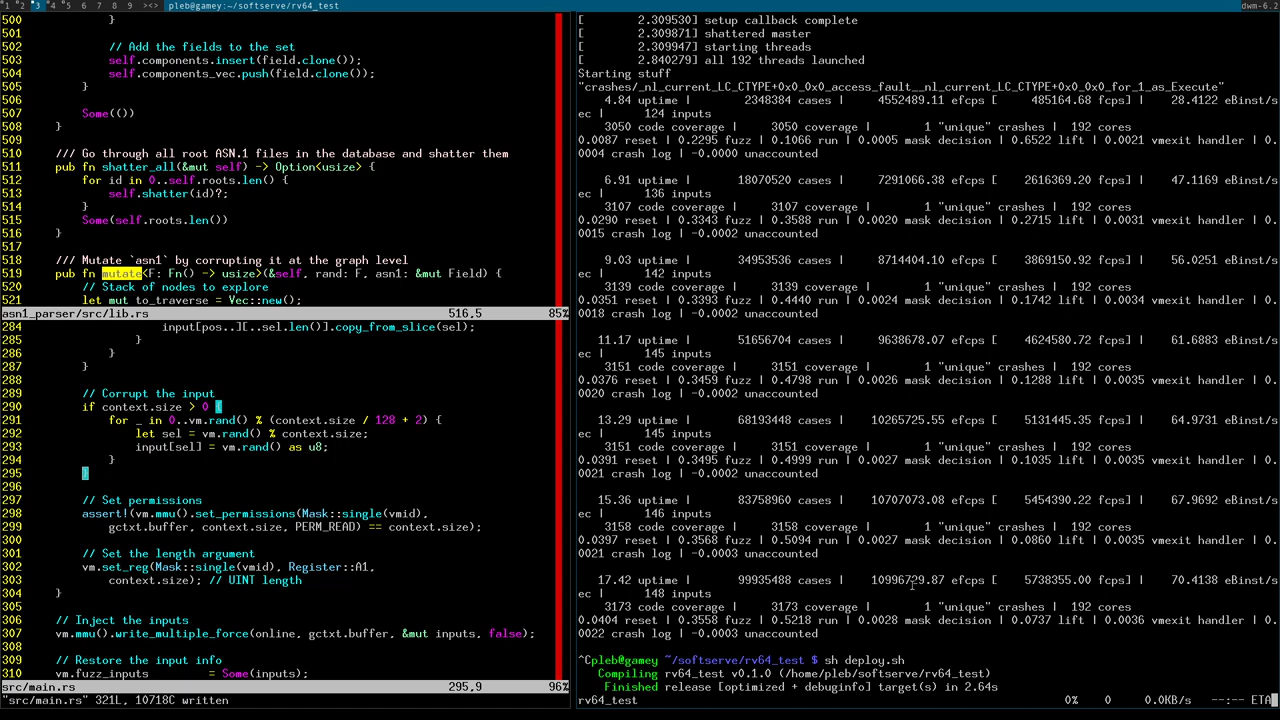 1 2 3 4 5 6 7 8 9 ><> pleb@gamey:~/softserve/rv64_test dwm-6.2
500         }
501
502         // Add the fields to the set
503         self.components.insert(field.clone());
504         self.components_vec.push(field.clone());
505     }
506
507     Some(())
508 }
509
510 /// Go through all root ASN.1 files in the database and shatter them
511 pub fn shatter_all(&mut self) -> Option<usize> {
512     for id in 0..self.roots.len() {
513         self.shatter(id)?;
514     }
515     Some(self.roots.len())
516 }
517
518 /// Mutate `asn1` by corrupting it at the graph level
519 pub fn mutate<F: Fn() -> usize>(&self, rand: F, asn1: &mut Field) {
520     // Stack of nodes to explore
521     let mut to_traverse = Vec::new();
asn1_parser/src/lib.rs 516,5 85%
284                 input[pos..][..sel.len()].copy_from_slice(sel);
285             }
286         }
287     }
288
289     // Corrupt the input
290     if context.size > 0 {
291         for _ in 0..vm.rand() % (context.size / 128 + 2) {
292             let sel = vm.rand() % context.size;
293             input[sel] = vm.rand() as u8;
294         }
295     }
296
297     // Set permissions
298     assert!(vm.mmu().set_permissions(Mask::single(vmid),
299         gctxt.buffer, context.size, PERM_READ) == context.size);
300
301     // Set the length argument
302     vm.set_reg(Mask::single(vmid), Register::A1,
303         context.size); // UINT length
304 }
305
306 // Inject the inputs
307 vm.mmu().write_multiple_force(online, gctxt.buffer, &mut inputs, false);
308
309 // Restore the input info
310 vm.fuzz_inputs       = Some(inputs);
src/main.rs 295,9 96%
"src/main.rs" 321L, 10718C written
[       2.309530] setup callback complete
[       2.309871] shattered master
[       2.309947] starting threads
[       2.840279] all 192 threads launched
Starting stuff
"crashes/_nl_current_LC_CTYPE+0x0_0x0_access_fault__nl_current_LC_CTYPE+0x0_0x0_for_1_as_Execute"
4.84 uptime | 2348384 cases | 4552489.11 efcps [ 485164.68 fcps] | 28.4122 eBinst/s
ec | 124 inputs
3050 code coverage | 3050 coverage | 1 "unique" crashes | 192 cores
0.0087 reset | 0.2295 fuzz | 0.1066 run | 0.0005 mask decision | 0.6522 lift | 0.0021 vmexit handler | 0.0
0004 crash log | -0.0000 unaccounted
6.91 uptime | 18070520 cases | 7291066.38 efcps [ 2616369.20 fcps] | 47.1169 eBinst/s
ec | 136 inputs
3107 code coverage | 3107 coverage | 1 "unique" crashes | 192 cores
0.0290 reset | 0.3343 fuzz | 0.3588 run | 0.0020 mask decision | 0.2715 lift | 0.0031 vmexit handler | 0.0
0015 crash log | -0.0002 unaccounted
9.03 uptime | 34953536 cases | 8714404.10 efcps [ 3869150.92 fcps] | 56.0251 eBinst/s
ec | 142 inputs
3139 code coverage | 3139 coverage | 1 "unique" crashes | 192 cores
0.0351 reset | 0.3393 fuzz | 0.4440 run | 0.0024 mask decision | 0.1742 lift | 0.0034 vmexit handler | 0.0
0018 crash log | -0.0002 unaccounted
11.17 uptime | 51656704 cases | 9638678.07 efcps [ 4624580.72 fcps] | 61.6883 eBinst/s
ec | 145 inputs
3151 code coverage | 3151 coverage | 1 "unique" crashes | 192 cores
0.0376 reset | 0.3459 fuzz | 0.4798 run | 0.0026 mask decision | 0.1288 lift | 0.0035 vmexit handler | 0.0
0020 crash log | -0.0002 unaccounted
13.29 uptime | 68193448 cases | 10265725.55 efcps [ 5131445.35 fcps] | 64.9731 eBinst/s
ec | 145 inputs
3151 code coverage | 3151 coverage | 1 "unique" crashes | 192 cores
0.0391 reset | 0.3495 fuzz | 0.4999 run | 0.0027 mask decision | 0.1035 lift | 0.0035 vmexit handler | 0.0
0021 crash log | -0.0002 unaccounted
15.36 uptime | 83758960 cases | 10707073.08 efcps [ 5454390.22 fcps] | 67.9692 eBinst/s
ec | 146 inputs
3158 code coverage | 3158 coverage | 1 "unique" crashes | 192 cores
0.0397 reset | 0.3568 fuzz | 0.5094 run | 0.0027 mask decision | 0.0860 lift | 0.0035 vmexit handler | 0.0
0021 crash log | -0.0003 unaccounted
17.42 uptime | 99935488 cases | 10996729.87 efcps [ 5738355.00 fcps] | 70.4138 eBinst/s
ec | 148 inputs
3173 code coverage | 3173 coverage | 1 "unique" crashes | 192 cores
0.0404 reset | 0.3558 fuzz | 0.5218 run | 0.0028 mask decision | 0.0737 lift | 0.0036 vmexit handler | 0.0
0022 crash log | -0.0003 unaccounted
^Cpleb@gamey ~/softserve/rv64_test $ sh deploy.sh
Compiling rv64_test v0.1.0 (/home/pleb/softserve/rv64_test)
Finished release [optimized + debuginfo] target(s) in 2.64s
rv64_test 0% 0 0.0KB/s --:-- ETA